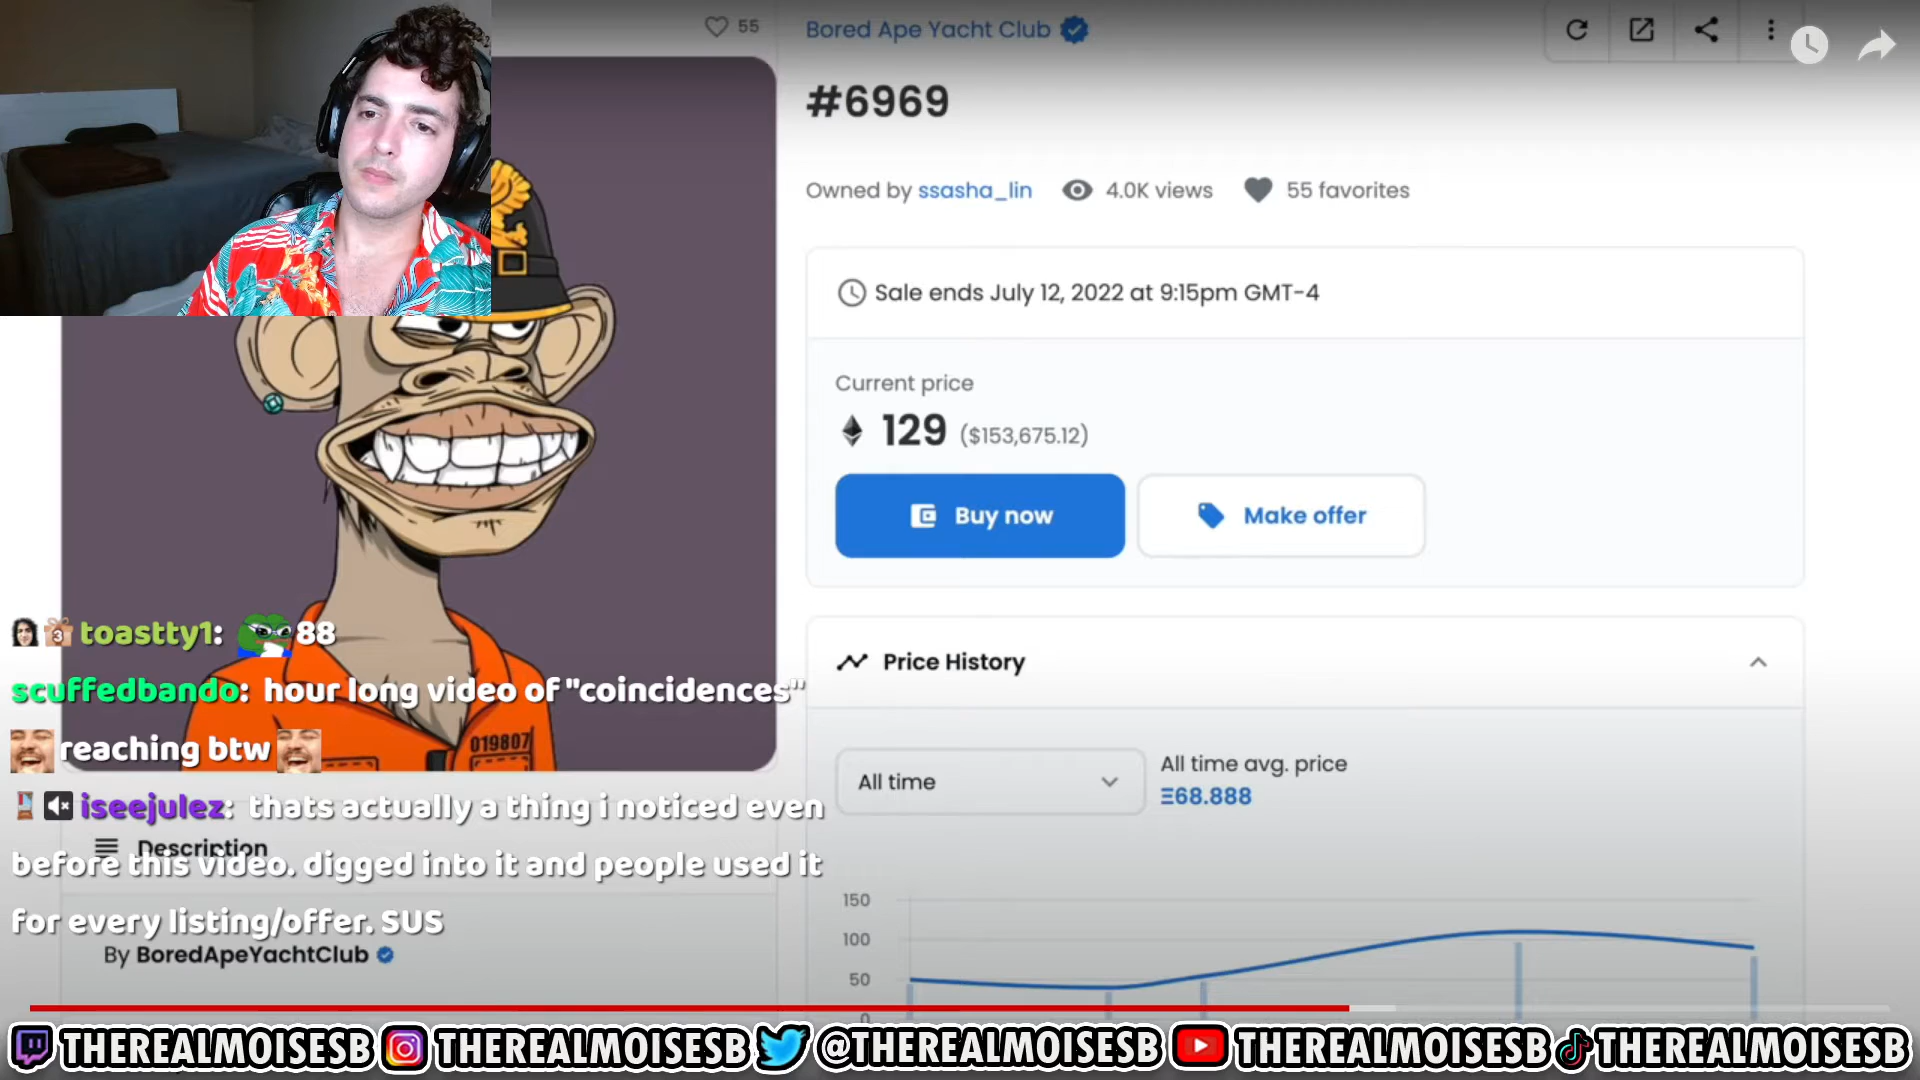 55
Bored Ape Yacht Club
#6969
Owned by ssasha_lin 4.0K views 55 favorites
Sale ends July 12, 2022 at 9:15pm GMT-4
Current price
129 ($153,675.12)
Buy now
Make offer
019807
Price History
All time
All time avg. price
Ξ68.888
150
100
50
0
3 toastty1: 88
scuffedbando: hour long video of "coincidences"
reaching btw
iseejulez: thats actually a thing i noticed even
before this video. digged into it and people used it
for every listing/offer. SUS
Description
By BoredApeYachtClub
THEREALMOISESB THEREALMOISESB @THEREALMOISESB THEREALMOISESB THEREALMOISESB